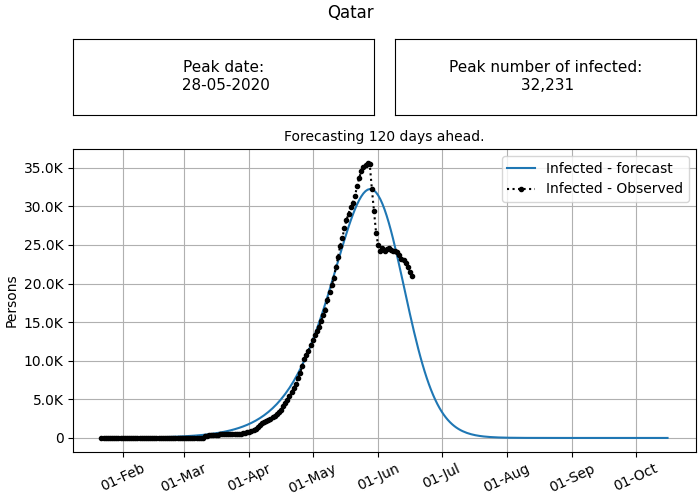 Qatar
Peak date:
28-05-2020
Peak number of infected:
32,231
Forecasting 120 days ahead.
Infected - forecast
Infected - Observed
Persons
35.0K
30.0K
25.0K
20.0K
15.0K
10.0K
5.0K
0
01-Feb
01-Mar
01-Apr
01-May
01-Jun
01-Jul
01-Aug
01-Sep
01-Oct